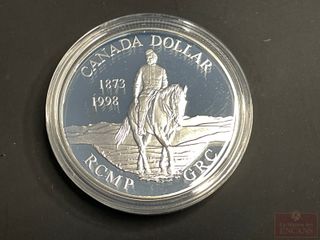 CANADA DOLLAR
1873
1998
RCMP GRC